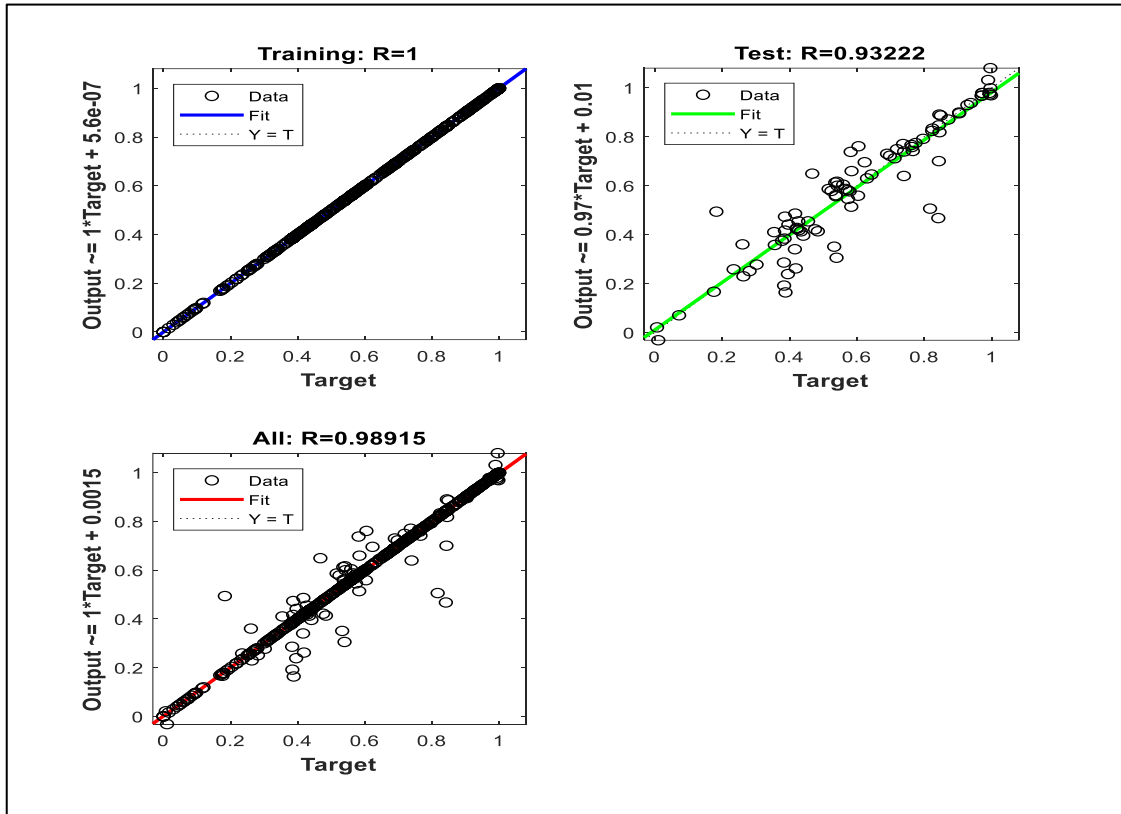 Training: R=1
Output ~= 1*Target + 5.6e-07
1
0.8
0.6
0.4
0.2
0
Data
Fit
Y = T
0 0.2 0.4 0.6 0.8 1
Target
Test: R=0.93222
Output ~= 0.97*Target + 0.01
1
0.8
0.6
0.4
0.2
0
Data
Fit
Y = T
0 0.2 0.4 0.6 0.8 1
Target
All: R=0.98915
Output ~= 1*Target + 0.0015
1
0.8
0.6
0.4
0.2
0
Data
Fit
Y = T
0 0.2 0.4 0.6 0.8 1
Target